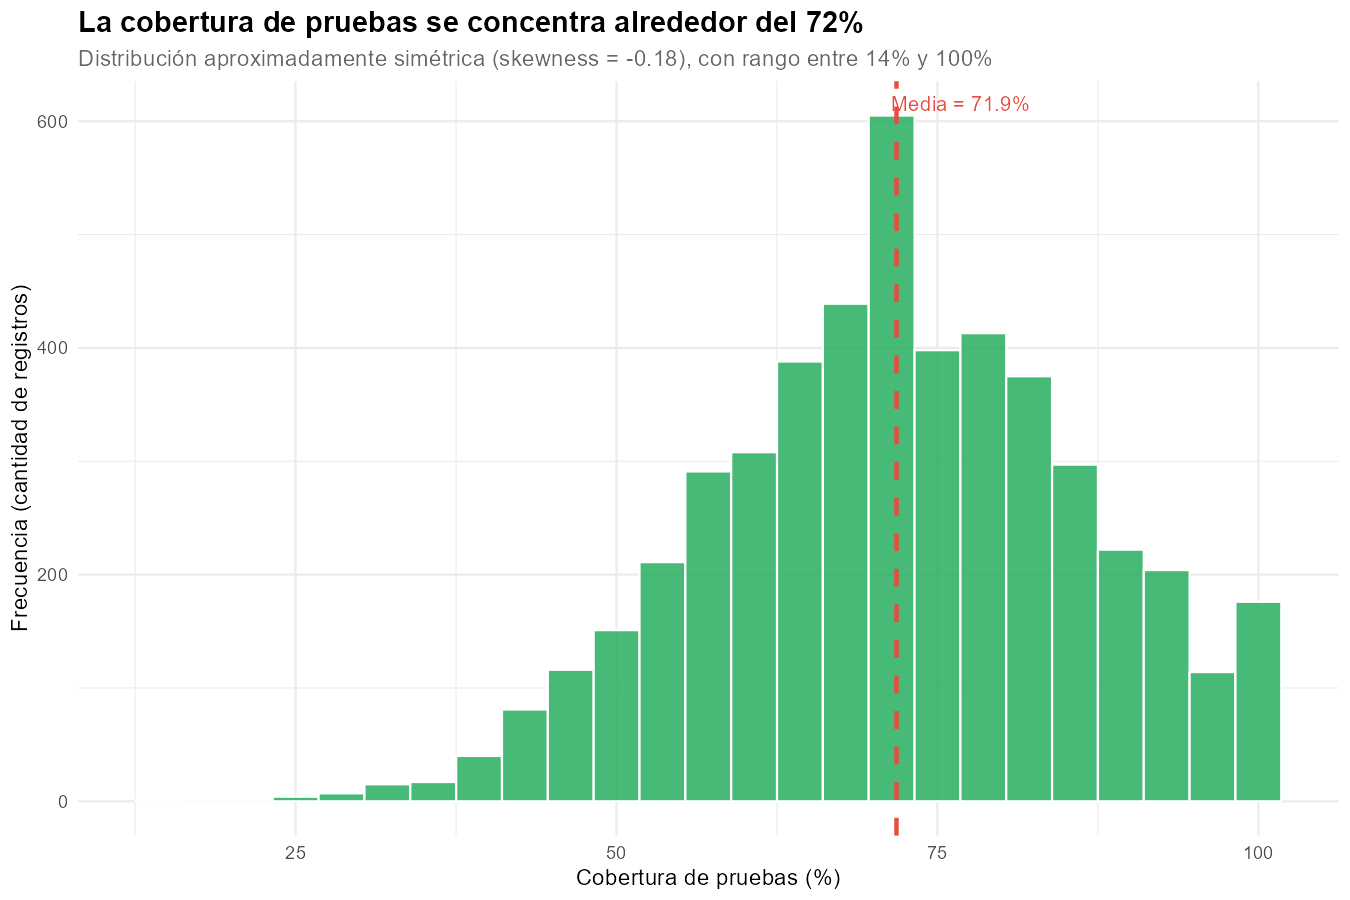 La cobertura de pruebas se concentra alrededor del 72%
Distribución aproximadamente simétrica (skewness = -0.18), con rango entre 14% y 100%
Media = 71.9%
600
400
200
0
Frecuencia (cantidad de registros)
25 50 75 100
Cobertura de pruebas (%)